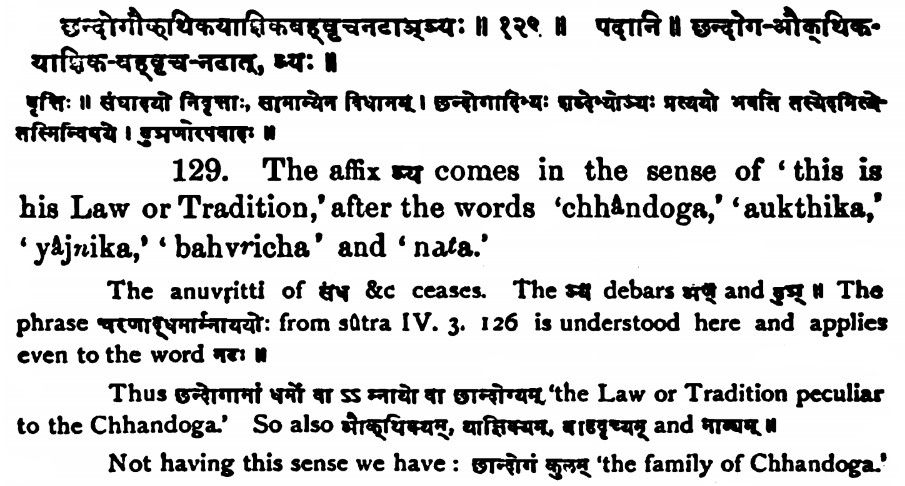 छन्दोगौक्थिकयाज्ञिकबह्वृचनटाञ्ञ्यः ॥ १२९ ॥ पदानि ॥ छन्दोग-औक्थिक-
याज्ञिक-बह्वृच-नटात्, ञ्यः ॥
वृत्तिः ॥ संघादयो निवृत्ताः, सामान्येन विधानम् । छन्दोगादिभ्यः शब्देभ्योञ्यः प्रत्ययो भवति तस्येदमित्ये-
तस्मिन्विषये । वुञणोरपवादः ॥
129. The affix ञ्य comes in the sense of 'this is
his Law or Tradition,' after the words 'chhândoga,' 'aukthika,'
'yâjnika,' 'bahvricha' and 'nata.'
The anuvṛitti of संघ &c ceases. The ञ्य debars अण् and वुञ् ॥ The
phrase चरणाद्धर्माम्नाययोः from sûtra IV. 3. 126 is understood here and applies
even to the word नटः ॥
Thus छन्दोगानां धर्मो वा ऽऽ म्नायो वा छान्दोग्यम् 'the Law or Tradition peculiar
to the Chhandoga.' So also औक्थिक्यम्, याज्ञिक्यम्, बाहवृच्यम् and नाट्यम् ॥
Not having this sense we have : छान्दोगं कुलम् 'the family of Chhandoga.'